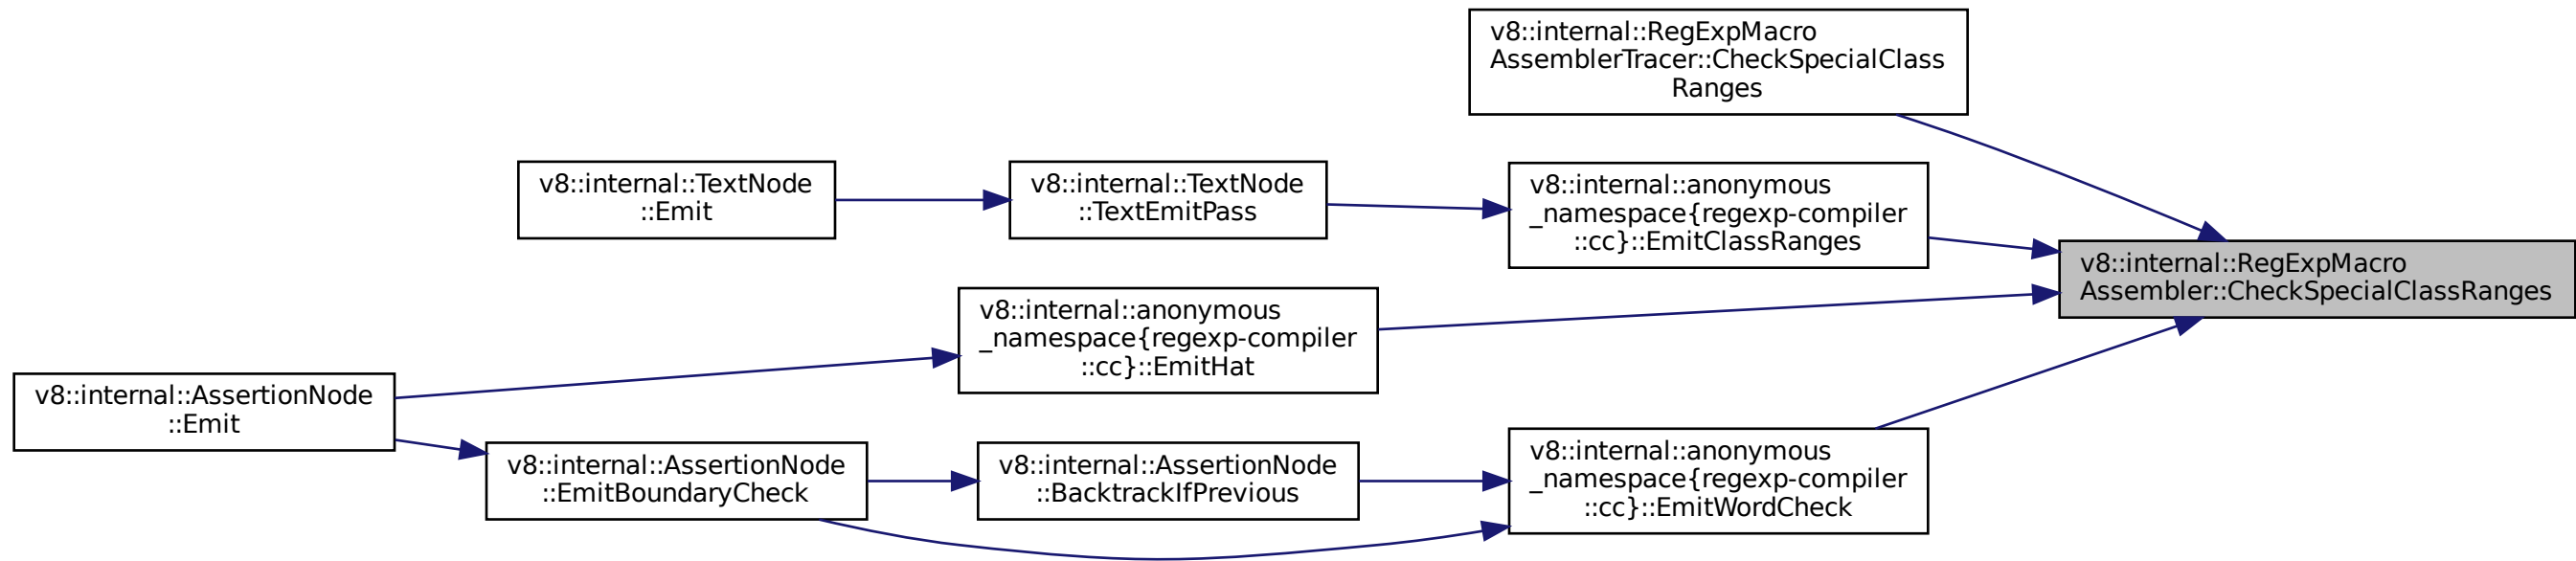 v8::internal::RegExpMacro
AssemblerTracer::CheckSpecialClass
Ranges
v8::internal::TextNode
::Emit
v8::internal::TextNode
::TextEmitPass
v8::internal::anonymous
_namespace{regexp-compiler
::cc}::EmitClassRanges
v8::internal::RegExpMacro
Assembler::CheckSpecialClassRanges
v8::internal::anonymous
_namespace{regexp-compiler
::cc}::EmitHat
v8::internal::AssertionNode
::Emit
v8::internal::AssertionNode
::EmitBoundaryCheck
v8::internal::AssertionNode
::BacktrackIfPrevious
v8::internal::anonymous
_namespace{regexp-compiler
::cc}::EmitWordCheck